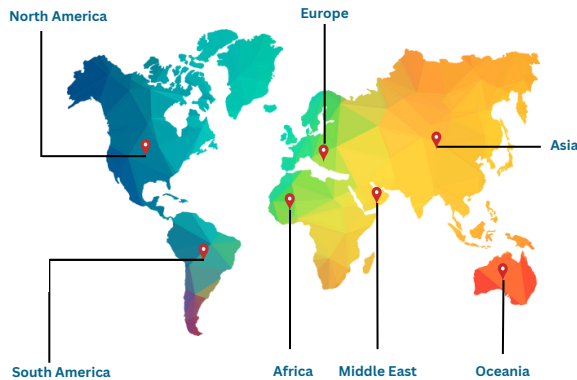 North America
Europe
Asia
South America
Africa
Middle East
Oceania